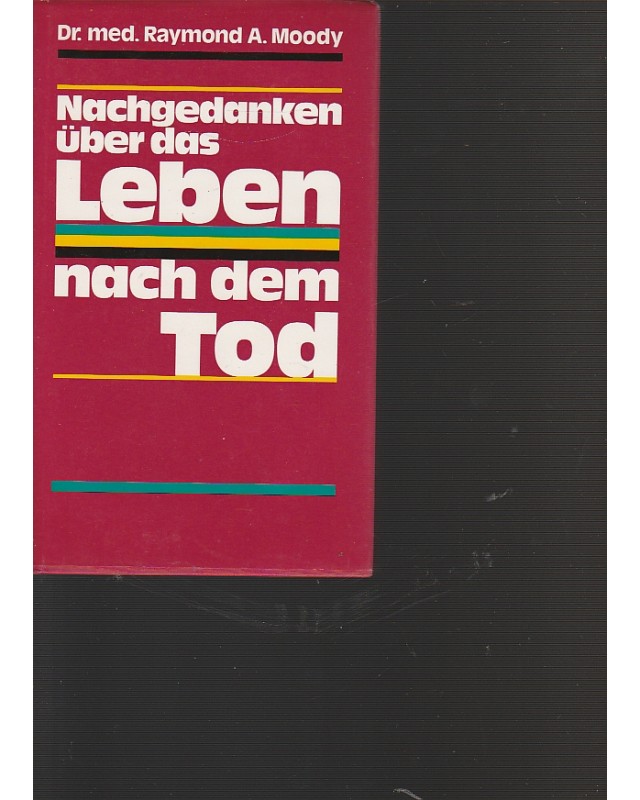 Dr. med. Raymond A. Moody
Nachgedanken
über das
Leben
nach dem
Tod